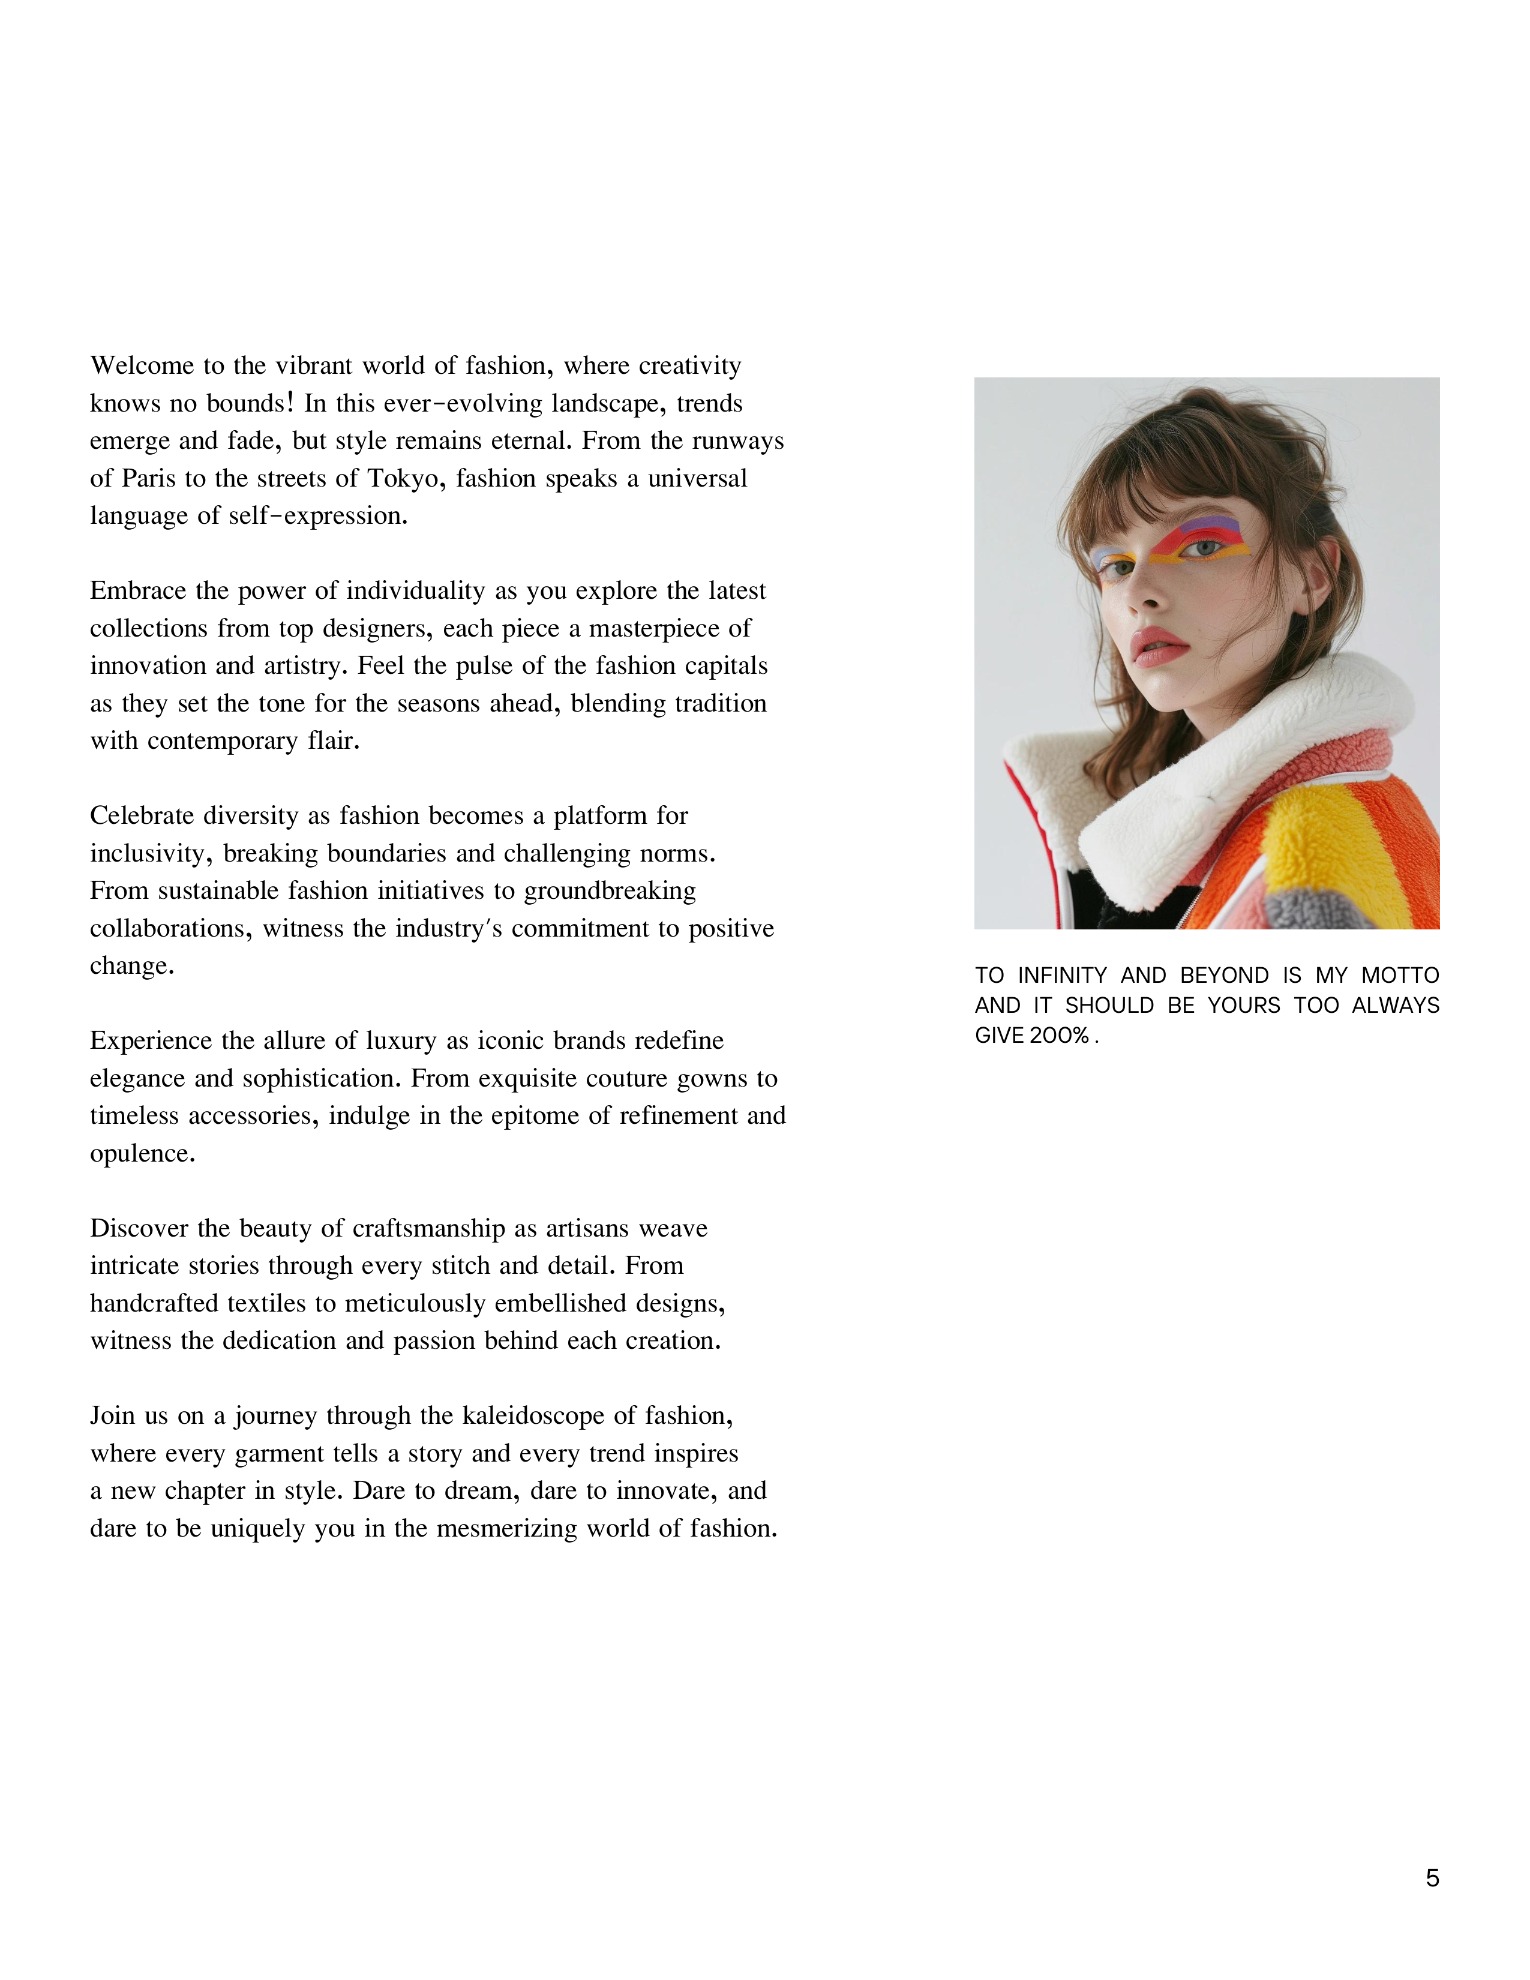 Welcome to the vibrant world of fashion, where creativity
knows no bounds! In this ever-evolving landscape, trends
emerge and fade, but style remains eternal. From the runways
of Paris to the streets of Tokyo, fashion speaks a universal
language of self-expression.
Embrace the power of individuality as you explore the latest
collections from top designers, each piece a masterpiece of
innovation and artistry. Feel the pulse of the fashion capitals
as they set the tone for the seasons ahead, blending tradition
with contemporary flair.
Celebrate diversity as fashion becomes a platform for
inclusivity, breaking boundaries and challenging norms.
From sustainable fashion initiatives to groundbreaking
collaborations, witness the industry's commitment to positive
change.
Experience the allure of luxury as iconic brands redefine
elegance and sophistication. From exquisite couture gowns to
timeless accessories, indulge in the epitome of refinement and
opulence.
Discover the beauty of craftsmanship as artisans weave
intricate stories through every stitch and detail. From
handcrafted textiles to meticulously embellished designs,
witness the dedication and passion behind each creation.
Join us on a journey through the kaleidoscope of fashion,
where every garment tells a story and every trend inspires
a new chapter in style. Dare to dream, dare to innovate, and
dare to be uniquely you in the mesmerizing world of fashion.
TO INFINITY AND BEYOND IS MY MOTTO
AND IT SHOULD BE YOURS TOO ALWAYS
GIVE 200% .
5